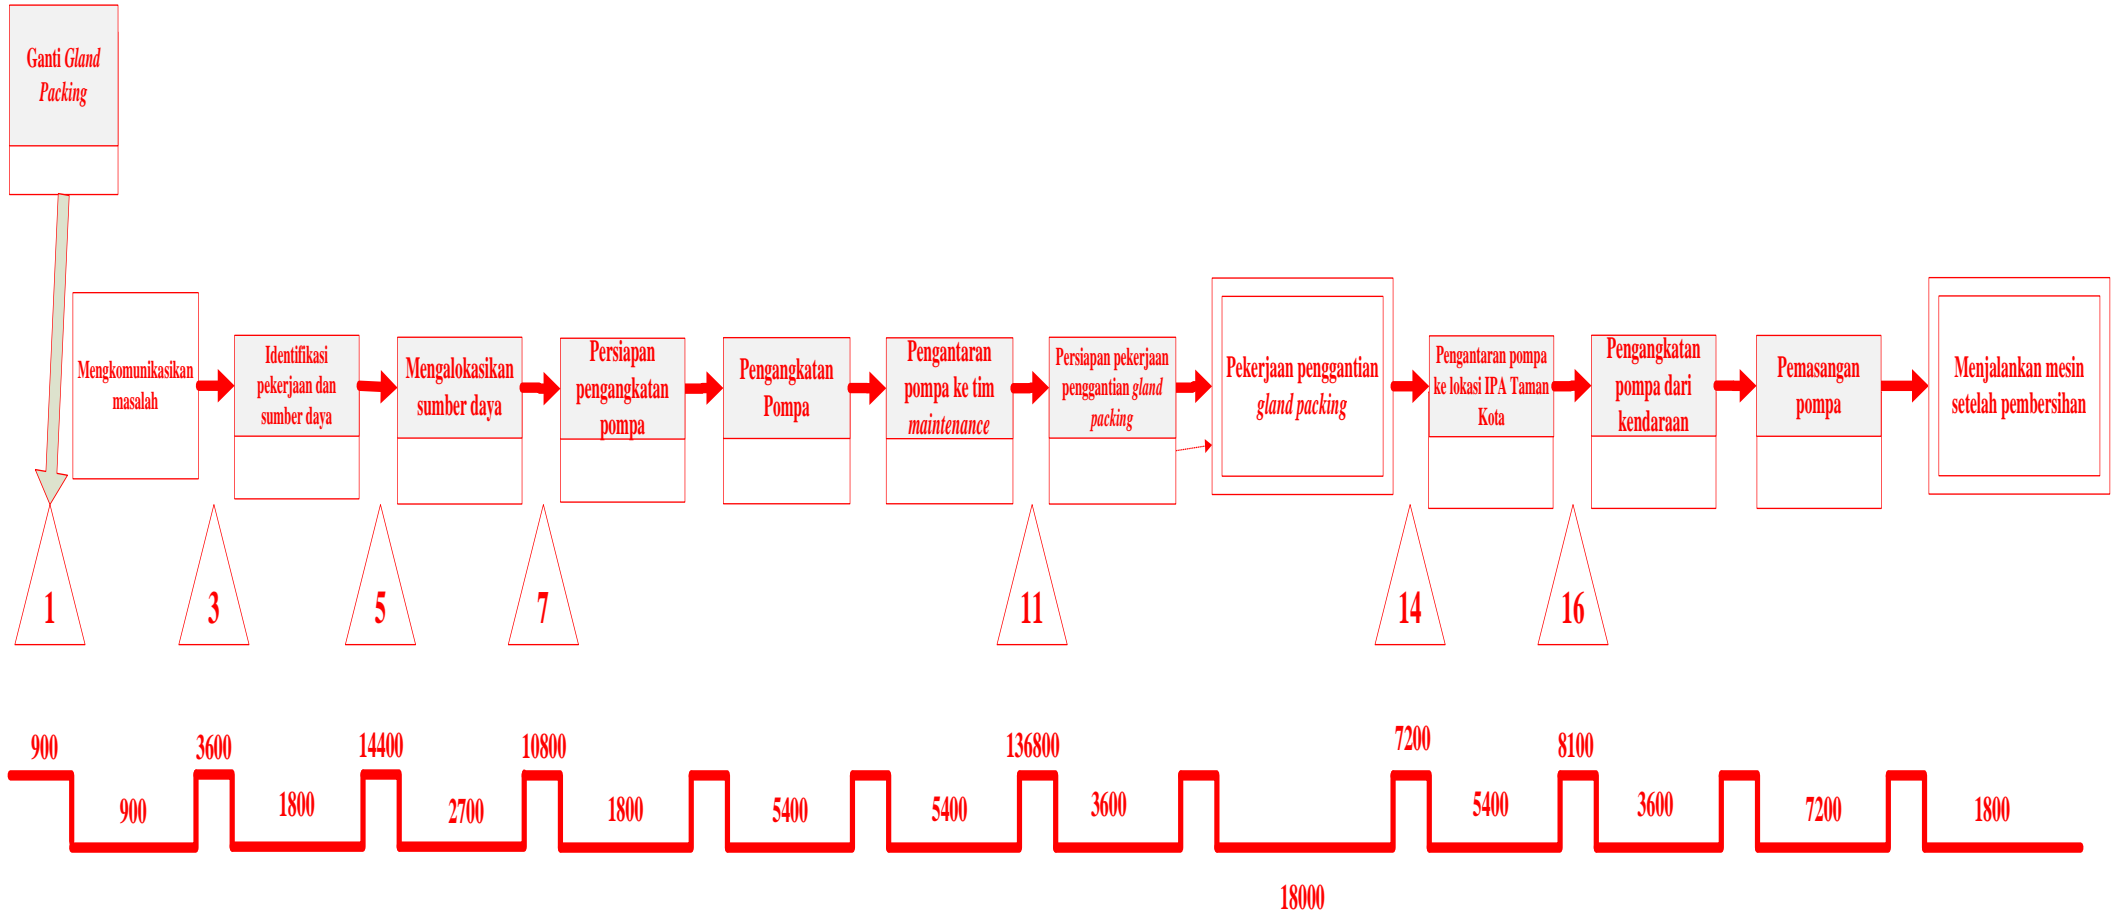 Ganti Gland
Packing
Mengkomunikasikan
masalah
Identifikasi
pekerjaan dan
sumber daya
Mengalokasikan
sumber daya
Persiapan
pengangkatan
pompa
Pengangkatan
Pompa
Pengantaran
pompa ke tim
maintenance
Persiapan pekerjaan
penggantian gland
packing
Pekerjaan penggantian
gland packing
Pengantaran pompa
ke lokasi IPA Taman
Kota
Pengangkatan
pompa dari
kendaraan
Pemasangan
pompa
Menjalankan mesin
setelah pembersihan
1
3
5
7
11
14
16
900
3600
14400
10800
136800
7200
8100
900
1800
2700
1800
5400
5400
3600
18000
5400
3600
7200
1800